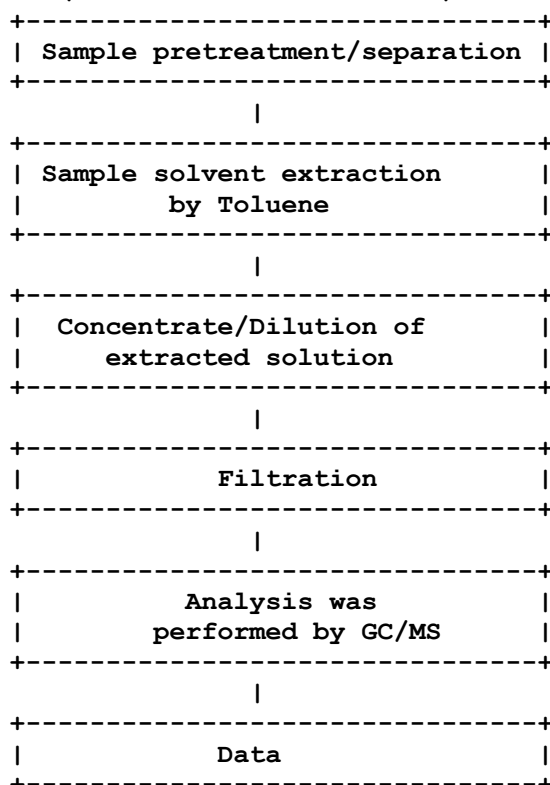 Sample pretreatment/separation
Sample solvent extraction
by Toluene
Concentrate/Dilution of
extracted solution
Filtration
Analysis was
performed by GC/MS
Data